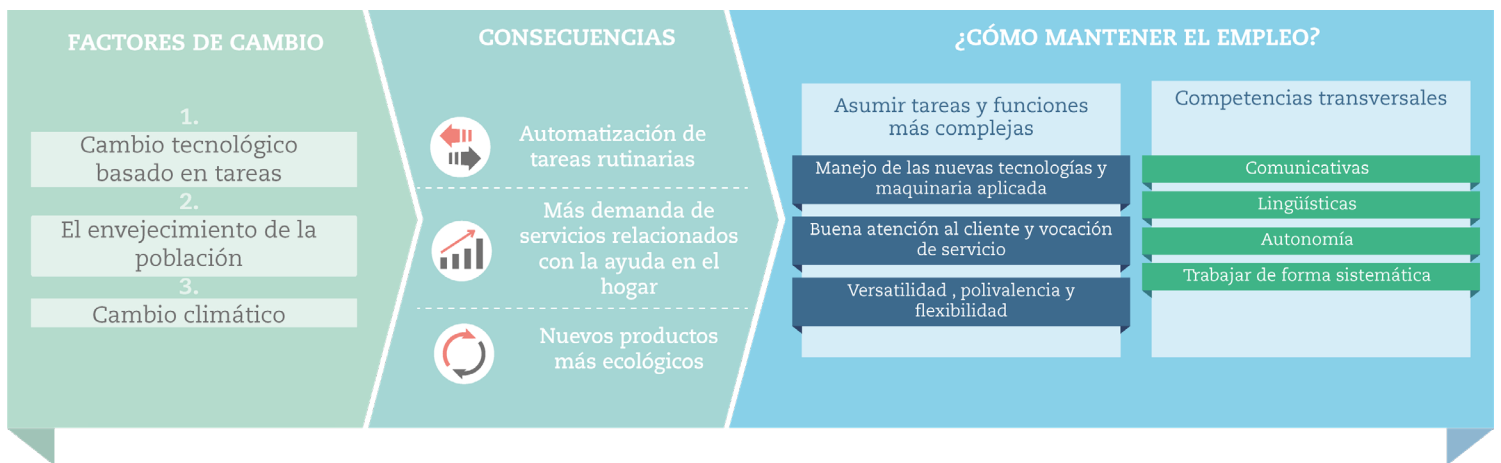 FACTORES DE CAMBIO
1.
Cambio tecnológico
basado en tareas
2.
El envejecimiento de la
población
3.
Cambio climático
CONSECUENCIAS
Automatización de
tareas rutinarias
Más demanda de
servicios relacionados
con la ayuda en el
hogar
Nuevos productos
más ecológicos
¿CÓMO MANTENER EL EMPLEO?
Asumir tareas y funciones
más complejas
Manejo de las nuevas tecnologías y
maquinaria aplicada
Buena atención al cliente y vocación
de servicio
Versatilidad , polivalencia y
flexibilidad
Competencias transversales
Comunicativas
Lingüísticas
Autonomía
Trabajar de forma sistemática